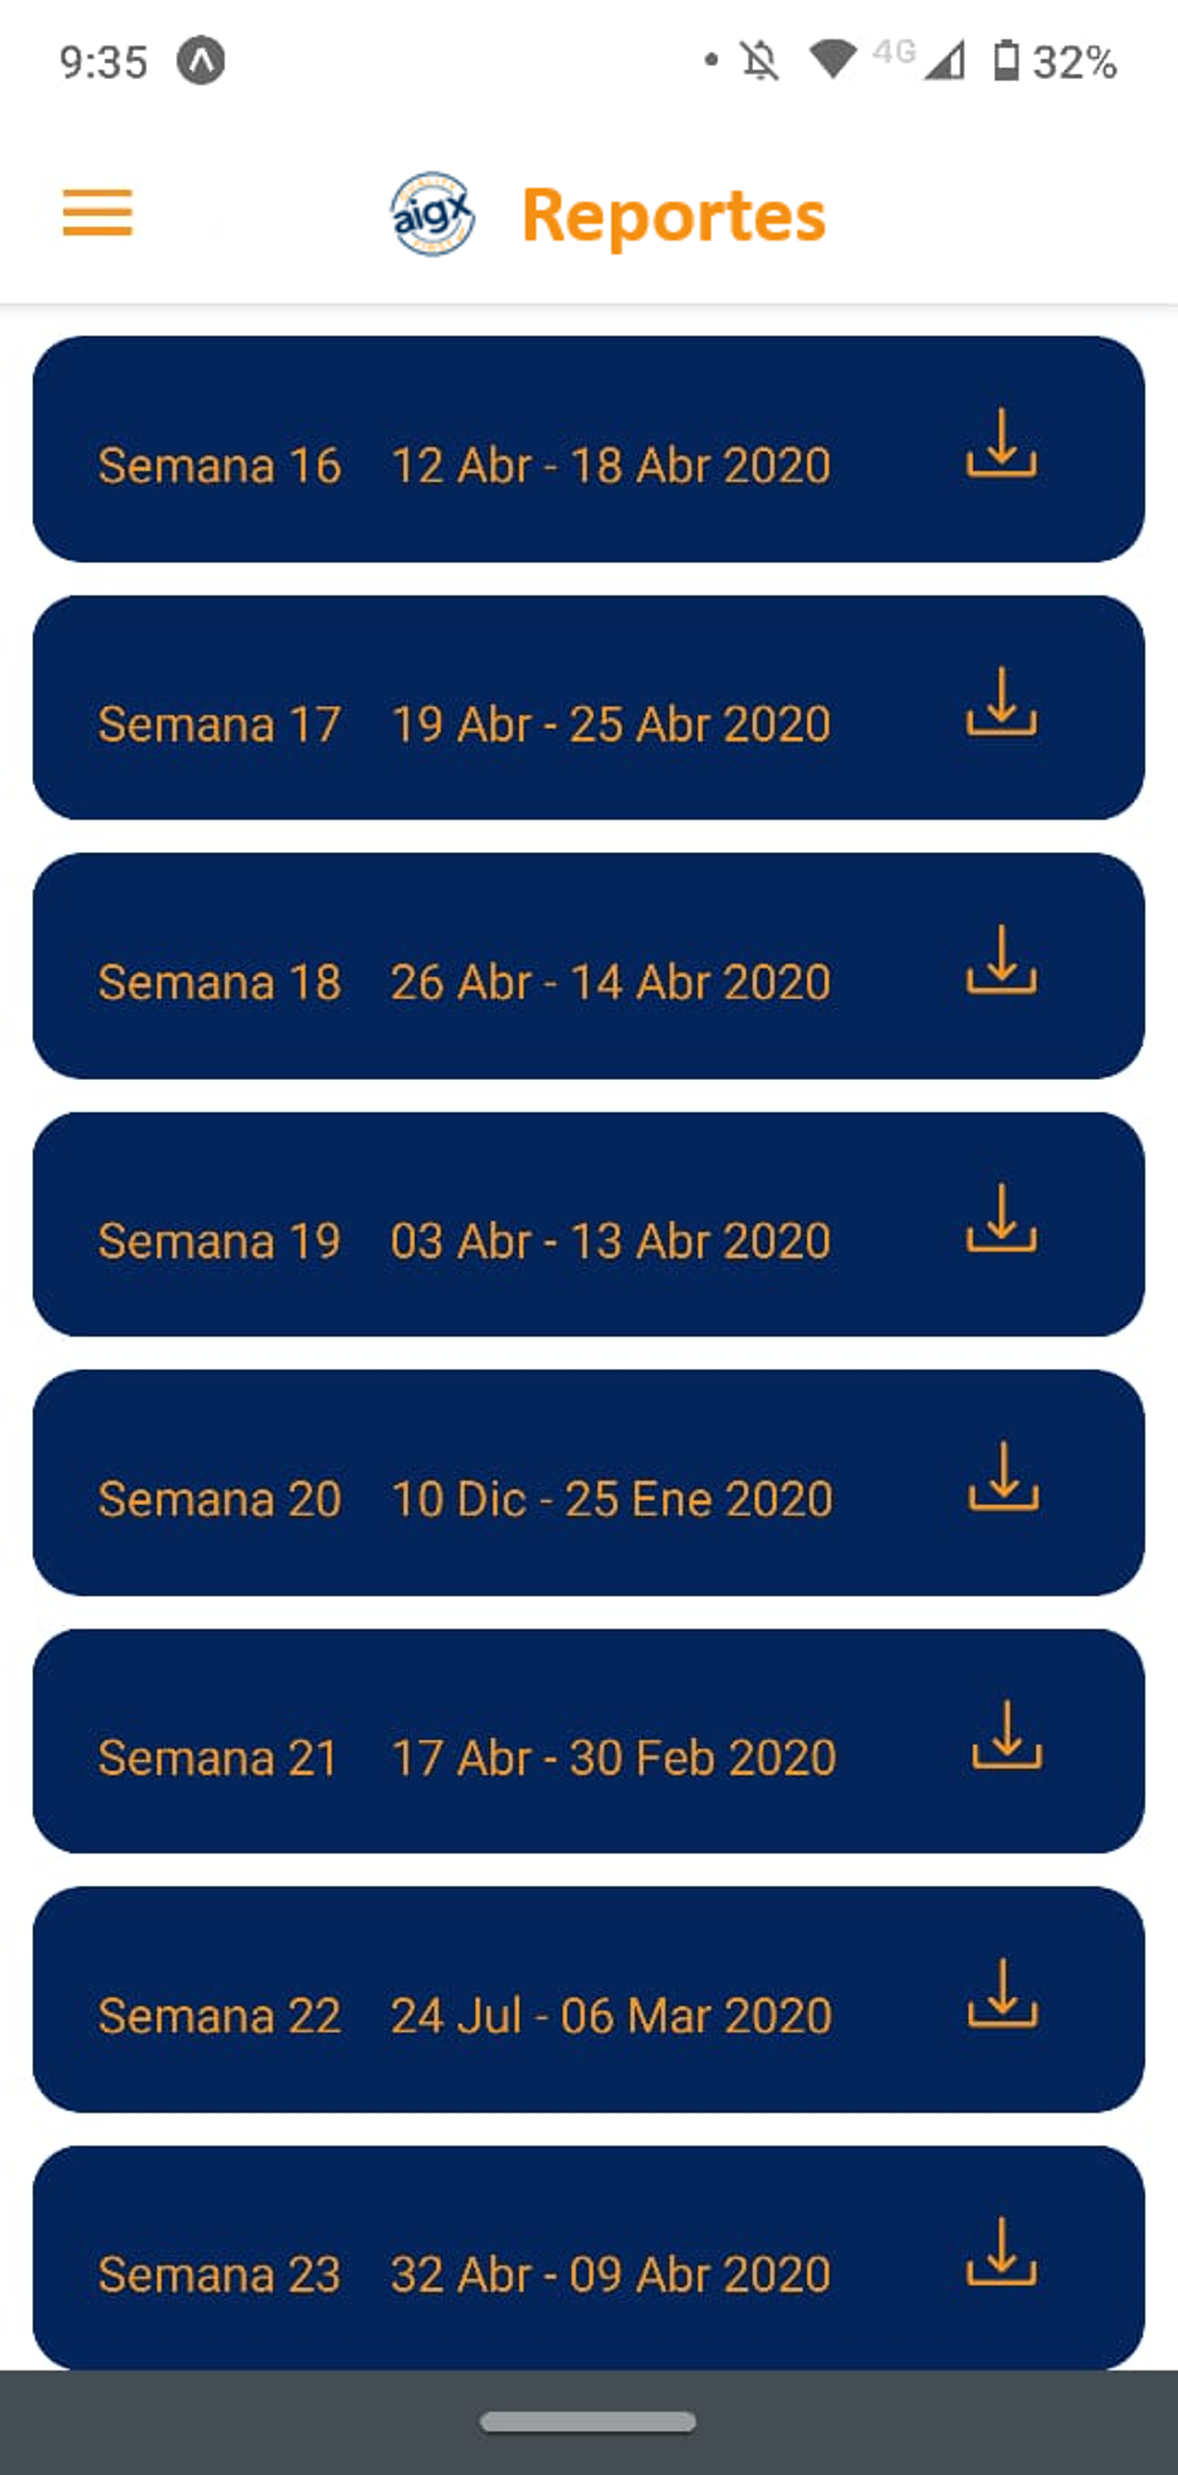 9:35 4G 32%
aigx Reportes
Semana 16 12 Abr - 18 Abr 2020
Semana 17 19 Abr - 25 Abr 2020
Semana 18 26 Abr - 14 Abr 2020
Semana 19 03 Abr - 13 Abr 2020
Semana 20 10 Dic - 25 Ene 2020
Semana 21 17 Abr - 30 Feb 2020
Semana 22 24 Jul - 06 Mar 2020
Semana 23 32 Abr - 09 Abr 2020